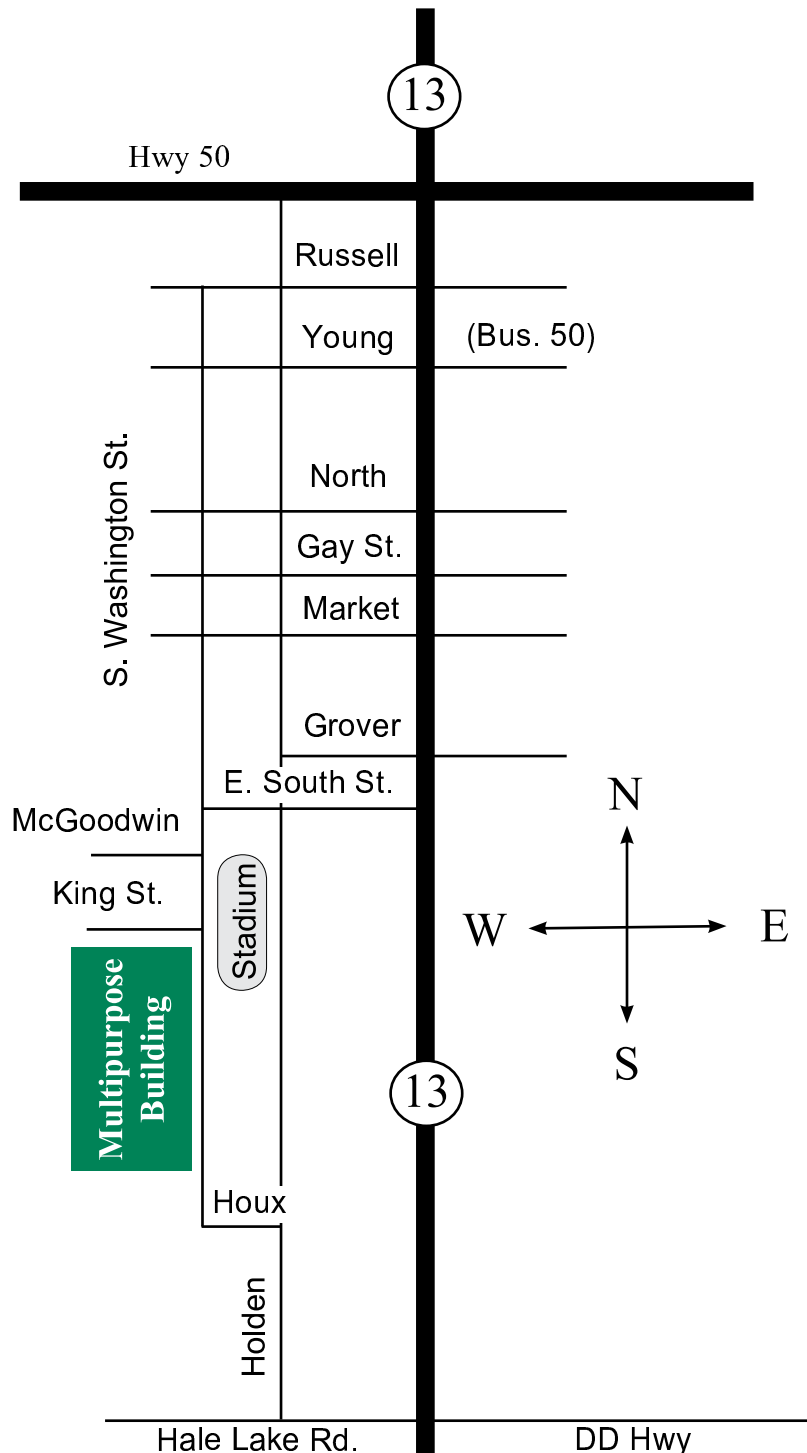 13
Hwy 50
Russell
Young (Bus. 50)
S. Washington St.
North
Gay St.
Market
Grover
E. South St.
McGoodwin
King St.
Stadium
N
W E
S
Multipurpose
Building
13
Houx
Holden
Hale Lake Rd. DD Hwy